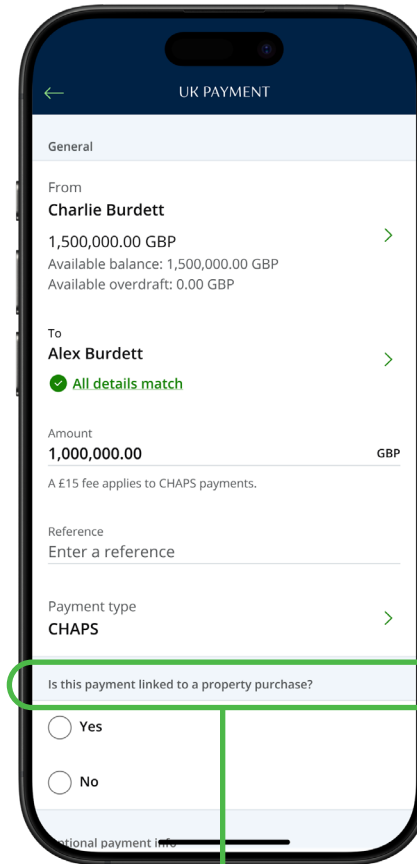 UK PAYMENT
General
From
Charlie Burdett
1,500,000.00 GBP
Available balance: 1,500,000.00 GBP
Available overdraft: 0.00 GBP
To
Alex Burdett
All details match
Amount
1,000,000.00 GBP
A £15 fee applies to CHAPS payments.
Reference
Enter a reference
Payment type
CHAPS
Is this payment linked to a property purchase?
Yes
No
payment info